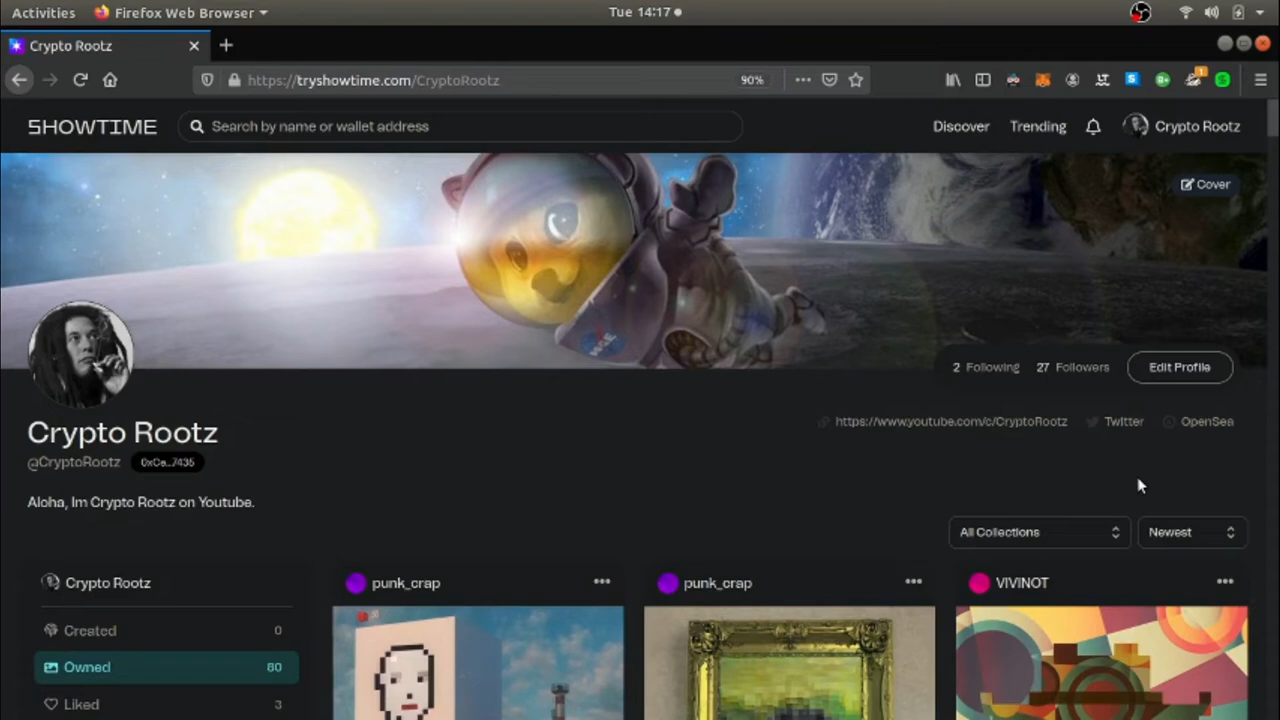 Activities Firefox Web Browser Tue 14:17
Crypto Rootz
https://tryshowtime.com/CryptoRootz 90%
SHOWTIME Search by name or wallet address Discover Trending Crypto Rootz
Cover
2 Following 27 Followers Edit Profile
https://www.youtube.com/c/CryptoRootz Twitter OpenSea
Crypto Rootz
@CryptoRootz 0xCa...7435
Aloha, Im Crypto Rootz on Youtube.
All Collections Newest
Crypto Rootz punk_crap punk_crap VIVINOT
Created 0
Owned 80
Liked 3